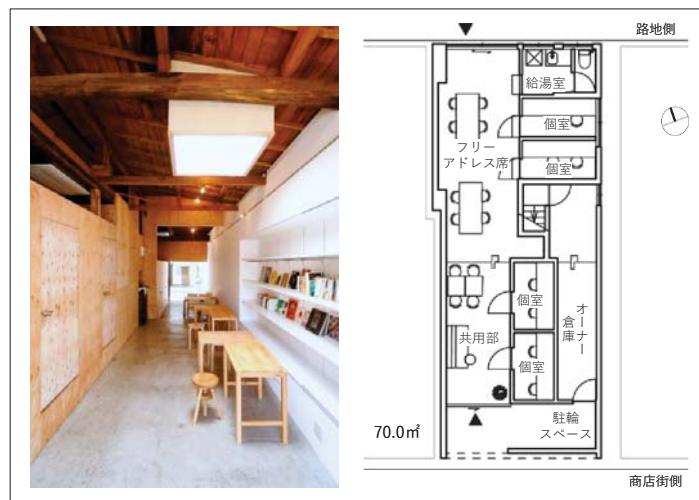 路地側
給湯室
個室
フリー
アドレス席
個室
個室
オーナー
倉庫
共用部
個室
70.0㎡
駐輪
スペース
商店街側